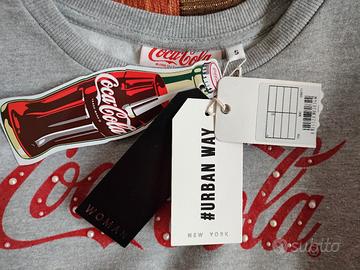 Coca-Cola
S
Coca-Cola
#URBAN WAY
NEW YORK
WOMAN
Coca-Cola
subito